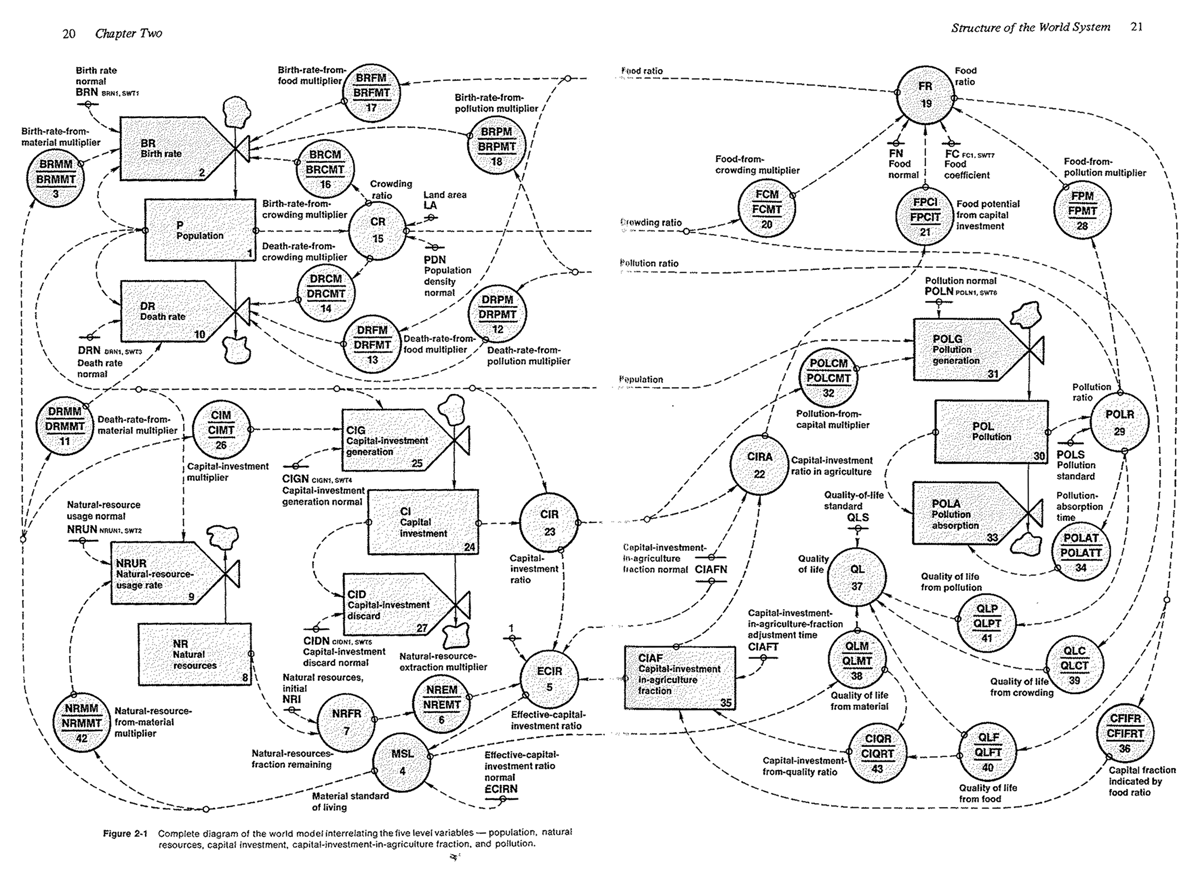 20 Chapter Two
Structure of the World System 21
Birth rate
normal
BRN BRN1, SWT1
Birth-rate-from-
food multiplier
BRFM
BRFMT
17
Birth-rate-from-
pollution multiplier
BRPM
BRPMT
18
Birth-rate-from-
material multiplier
BRMM
BRMMT
3
BR
Birth rate
2
BRCM
BRCMT
16
Birth-rate-from-
crowding multiplier
Crowding
ratio
CR
15
Land area
LA
P
Population
1
PDN
Population
density
normal
Death-rate-from-
crowding multiplier
DRCM
DRCMT
14
DR
Death rate
10
DRN DRN1, SWT3
Death rate
normal
DRFM
DRFMT
13
Death-rate-from-
food multiplier
DRPM
DRPMT
12
Death-rate-from-
pollution multiplier
DRMM
DRMMT
11
Death-rate-from-
material multiplier
CIM
CIMT
26
Capital-investment
multiplier
CIG
Capital-investment
generation
25
CIGN CIGN1, SWT4
Capital-investment
generation normal
CI
Capital
investment
24
CIR
23
Capital-
investment
ratio
CID
Capital-investment
discard
27
CIDN CIDN1, SWT5
Capital-investment
discard normal
Natural-resource
usage normal
NRUN NRUN1, SWT2
NRUR
Natural-resource-
usage rate
9
NR
Natural
resources
8
Natural resources,
initial
NRI
NRFR
7
Natural-resources-
fraction remaining
Natural-resource-
extraction multiplier
NREM
NREMT
6
1
ECIR
5
Effective-capital-
investment ratio
NRMM
NRMMT
42
Natural-resource-
from-material
multiplier
MSL
4
Material standard
of living
Effective-capital-
investment ratio
normal
ECIRN
Food ratio
FR
19
Food
ratio
FN
Food
normal
FC FC1, SWT7
Food
coefficient
Food-from-
crowding multiplier
FCM
FCMT
20
FPCI
FPCIT
21
Food potential
from capital
investment
Food-from-
pollution multiplier
FPM
FPMT
28
Crowding ratio
Pollution ratio
Pollution normal
POLN POLN1, SWT6
POLG
Pollution
generation
31
POLCM
POLCMT
32
Pollution-from-
capital multiplier
Population
POL
Pollution
30
Pollution
ratio
POLR
29
POLS
Pollution
standard
POLA
Pollution
absorption
33
Pollution-
absorption
time
POLAT
POLATT
34
CIRA
22
Capital-investment
ratio in agriculture
Capital-investment-
in-agriculture
fraction normal
CIAFN
Quality-of-life
standard
QLS
Quality
of life
QL
37
Quality of life
from pollution
QLP
QLPT
41
QLC
QLCT
39
Quality of life
from crowding
Capital-investment-
in-agriculture-fraction
adjustment time
CIAFT
CIAF
Capital-investment
in-agriculture
fraction
35
QLM
QLMT
38
Quality of life
from material
CIQR
CIQRT
43
Capital-investment-
from-quality ratio
QLF
QLFT
40
Quality of life
from food
CFIFR
CFIFRT
36
Capital fraction
indicated by
food ratio
Figure 2-1 Complete diagram of the world model interrelating the five level variables — population, natural
resources, capital investment, capital-investment-in-agriculture fraction, and pollution.